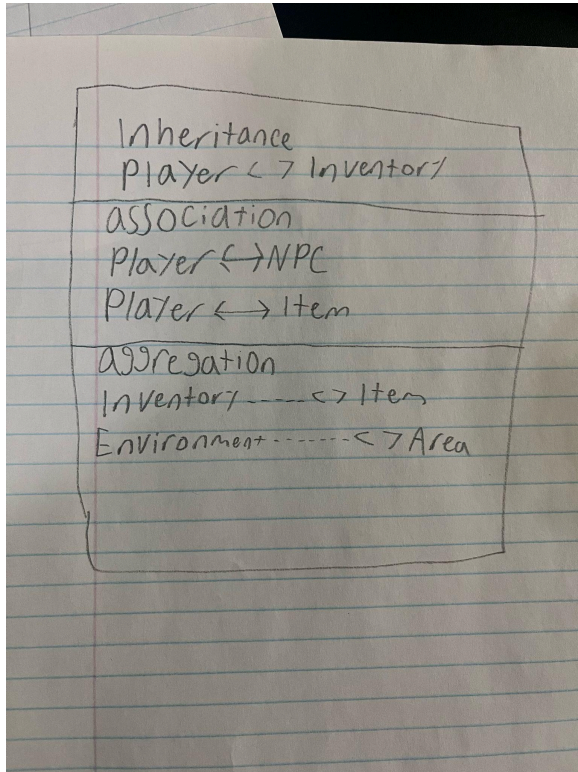 Inheritance
Player <> Inventory
association
Player <-> NPC
Player <-> Item
aggregation
Inventory -----<> Item
Environment -------<> Area